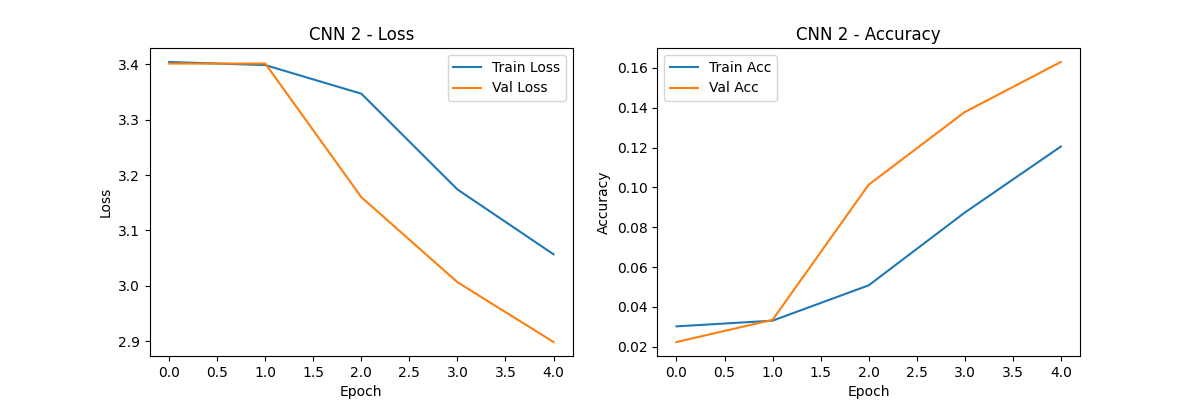 CNN 2 - Loss
3.4
3.3
3.2
3.1
3.0
2.9
Loss
Train Loss
Val Loss
0.0 0.5 1.0 1.5 2.0 2.5 3.0 3.5 4.0
Epoch
CNN 2 - Accuracy
0.16
0.14
0.12
0.10
0.08
0.06
0.04
0.02
Accuracy
Train Acc
Val Acc
0.0 0.5 1.0 1.5 2.0 2.5 3.0 3.5 4.0
Epoch